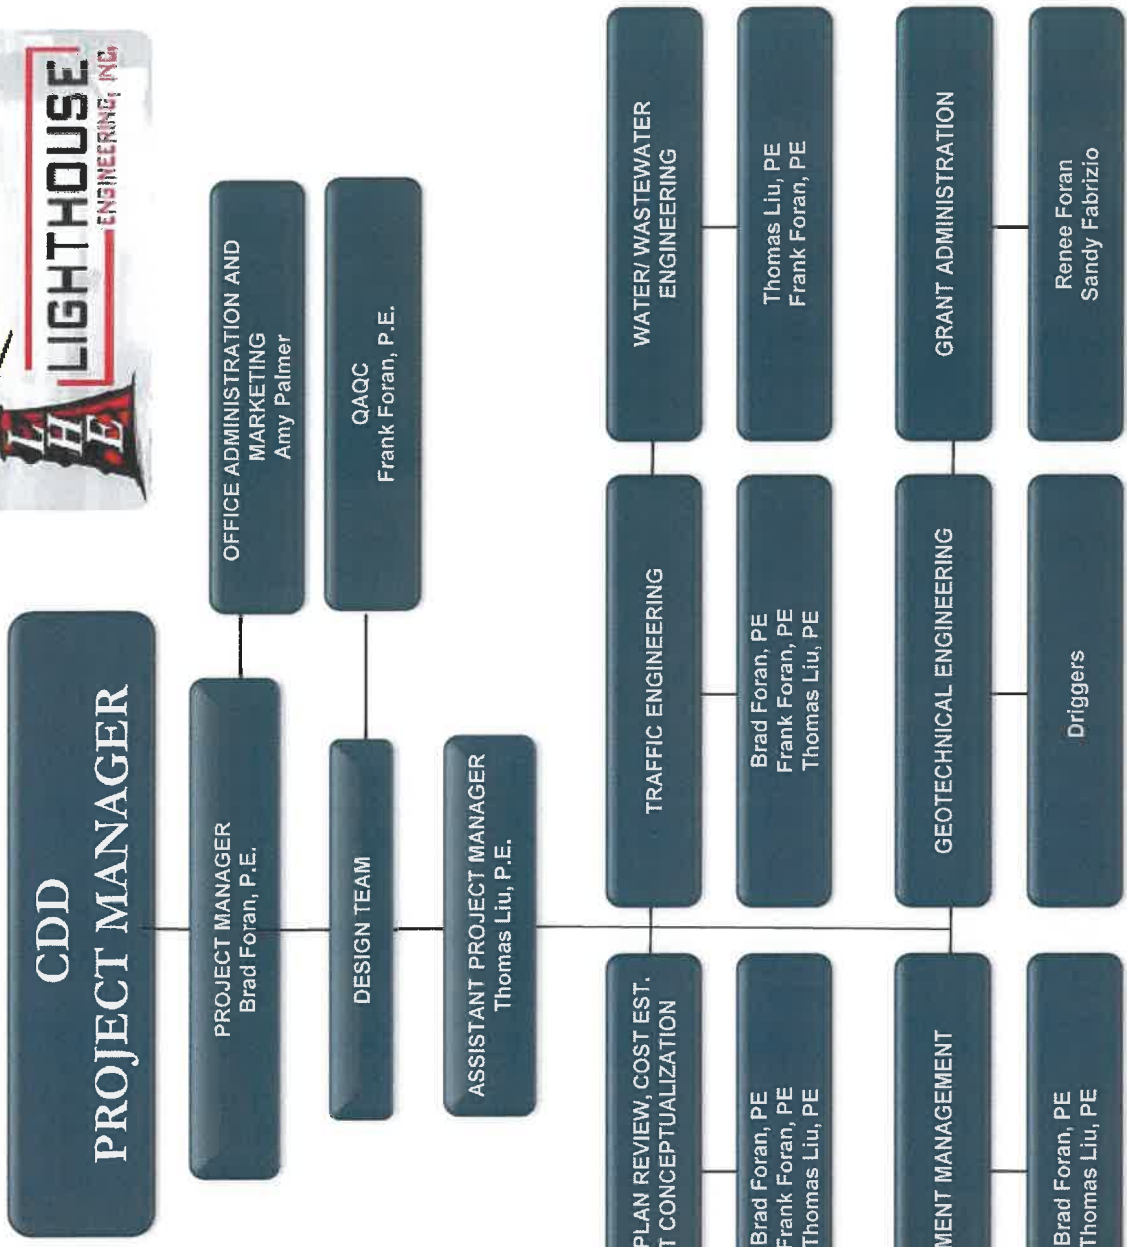 LHE
LIGHTHOUSE
ENGINEERING, INC.
CDD
PROJECT MANAGER
PROJECT MANAGER
Brad Foran, P.E.
OFFICE ADMINISTRATION AND
MARKETING
Amy Palmer
DESIGN TEAM
QAQC
Frank Foran, P.E.
ASSISTANT PROJECT MANAGER
Thomas Liu, P.E.
PLAN REVIEW, COST EST.
T CONCEPTUALIZATION
Brad Foran, PE
Frank Foran, PE
Thomas Liu, PE
TRAFFIC ENGINEERING
Brad Foran, PE
Frank Foran, PE
Thomas Liu, PE
WATER/ WASTEWATER
ENGINEERING
Thomas Liu, PE
Frank Foran, PE
MENT MANAGEMENT
Brad Foran, PE
Thomas Liu, PE
GEOTECHNICAL ENGINEERING
Driggers
GRANT ADMINISTRATION
Renee Foran
Sandy Fabrizio